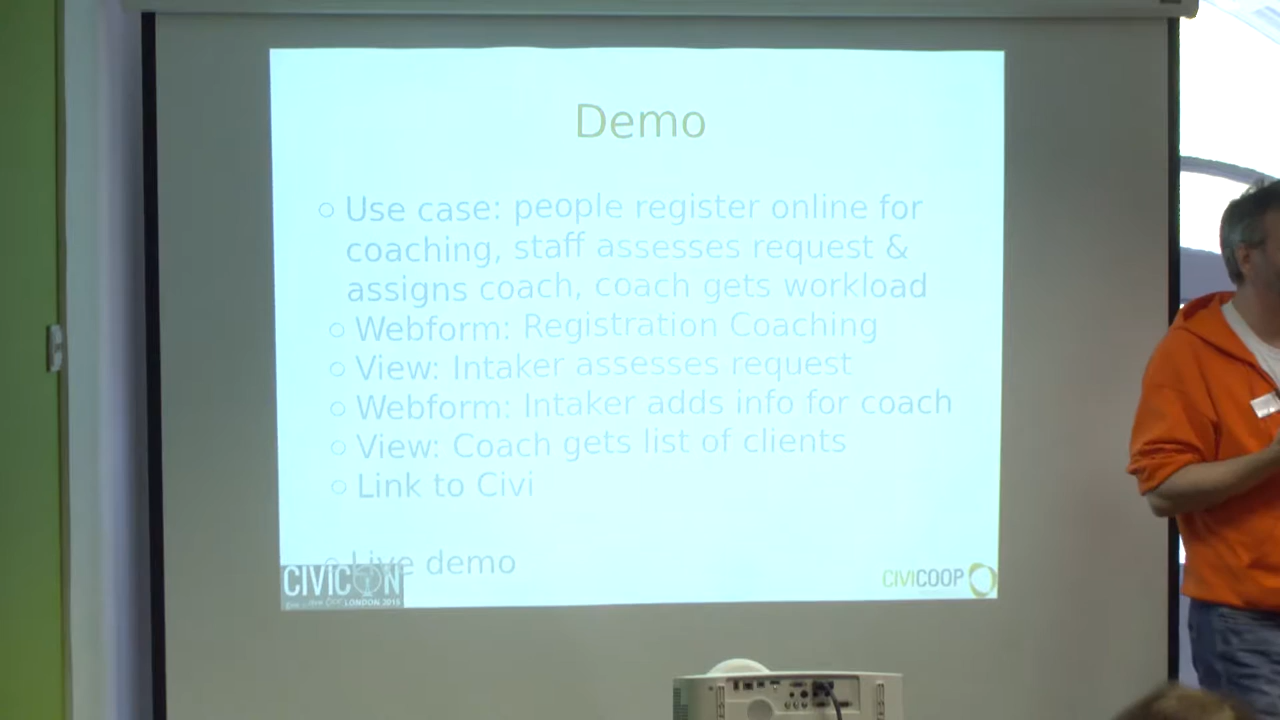 Demo
Use case: people register online for
coaching, staff assesses request &
assigns coach, coach gets workload
Webform: Registration Coaching
View: Intaker assesses request
Webform: Intaker adds info for coach
View: Coach gets list of clients
Link to Civi
Live demo
CIVICON
LONDON 2015
CIVICOOP